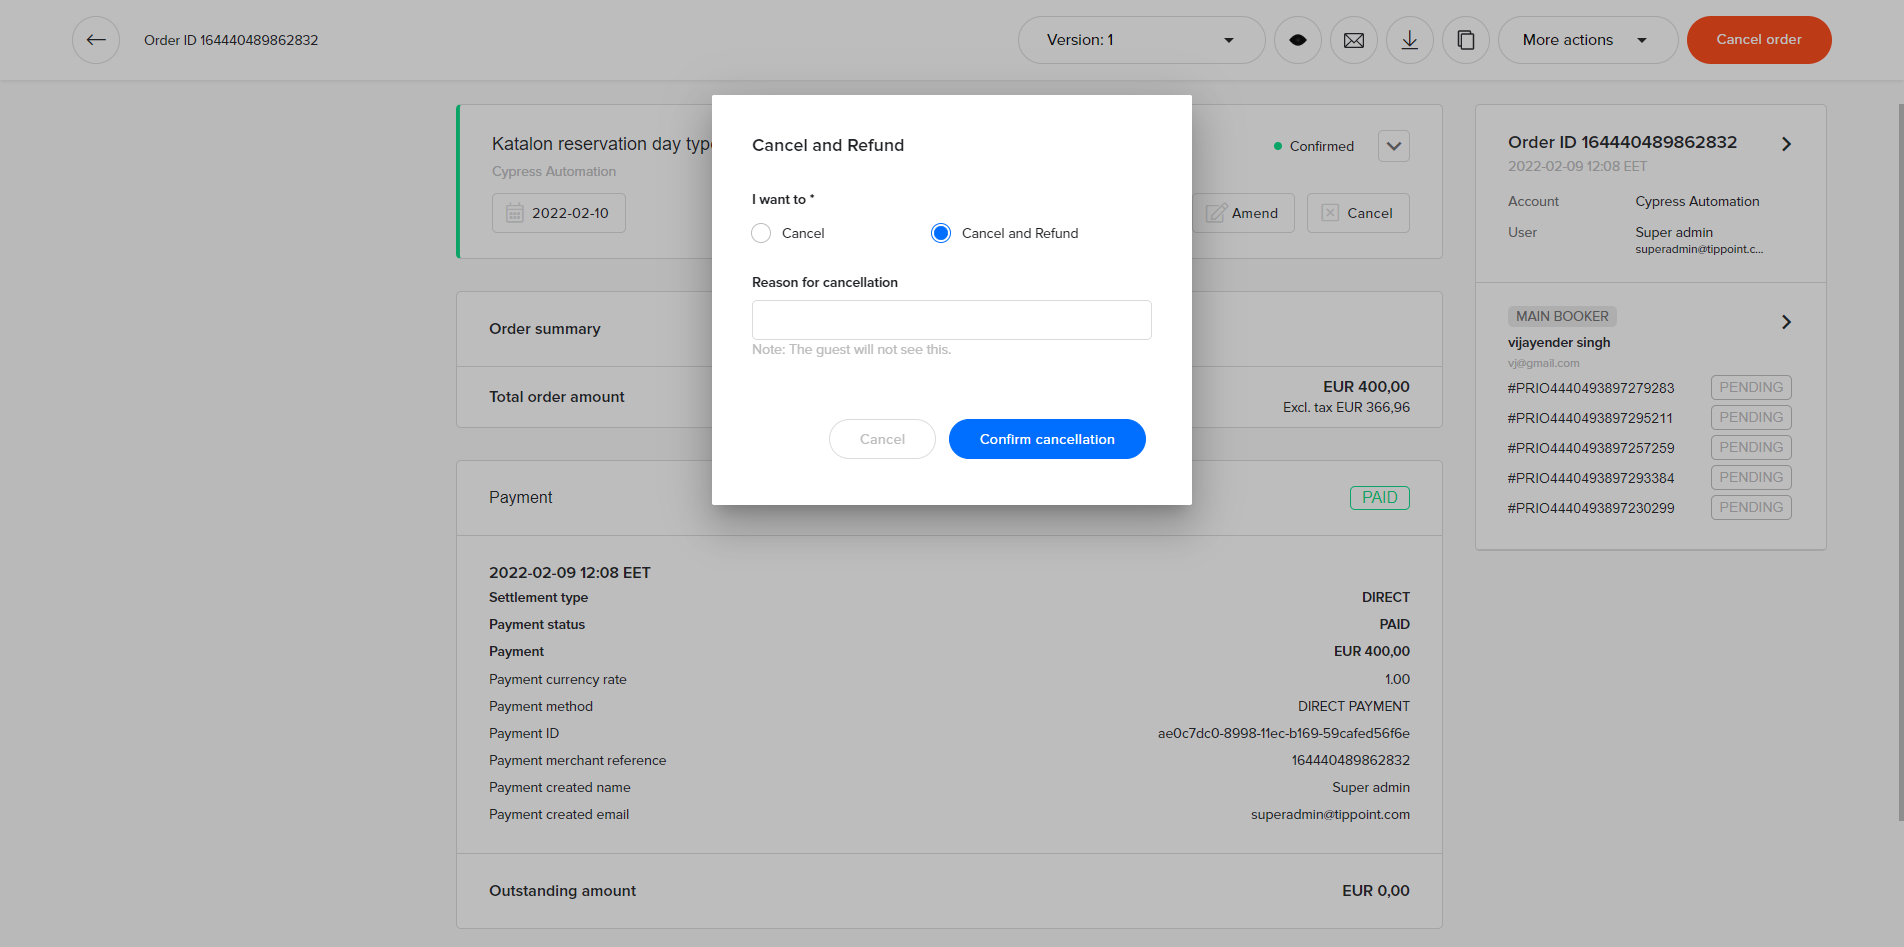 Order ID 164440489862832
Version: 1
More actions
Cancel order
Katalon reservation day
Cypress Automation
2022-02-10
Confirmed
Amend
Cancel
Order summary
Total order amount
EUR 400,00
Excl. tax EUR 366,96
Payment
PAID
2022-02-09 12:08 EET
Settlement type DIRECT
Payment status PAID
Payment EUR 400,00
Payment currency rate 1.00
Payment method DIRECT PAYMENT
Payment ID ae0c7dc0-8998-11ec-b169-59cafed56f6e
Payment merchant reference 164440489862832
Payment created name Super admin
Payment created email superadmin@tippoint.com
Outstanding amount EUR 0,00
Cancel and Refund
I want to *
Cancel
Cancel and Refund
Reason for cancellation
Note: The guest will not see this.
Cancel
Confirm cancellation
Order ID 164440489862832
2022-02-09 12:08 EET
Account Cypress Automation
User Super admin
superadmin@tippoint.c...
MAIN BOOKER
vijayender singh
vj@gmail.com
#PRIO4440493897279283 PENDING
#PRIO4440493897295211 PENDING
#PRIO4440493897257259 PENDING
#PRIO4440493897293384 PENDING
#PRIO4440493897230299 PENDING